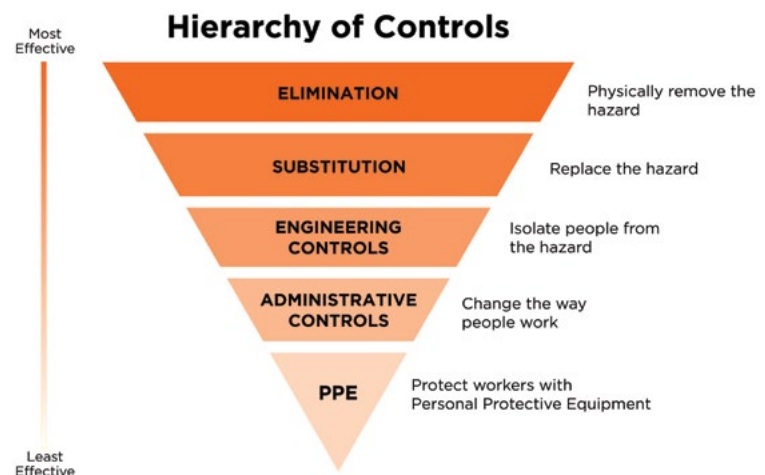 Hierarchy of Controls
Most
Effective
ELIMINATION
Physically remove the
hazard
SUBSTITUTION
Replace the hazard
ENGINEERING
CONTROLS
Isolate people from
the hazard
ADMINISTRATIVE
CONTROLS
Change the way
people work
PPE
Protect workers with
Personal Protective Equipment
Least
Effective